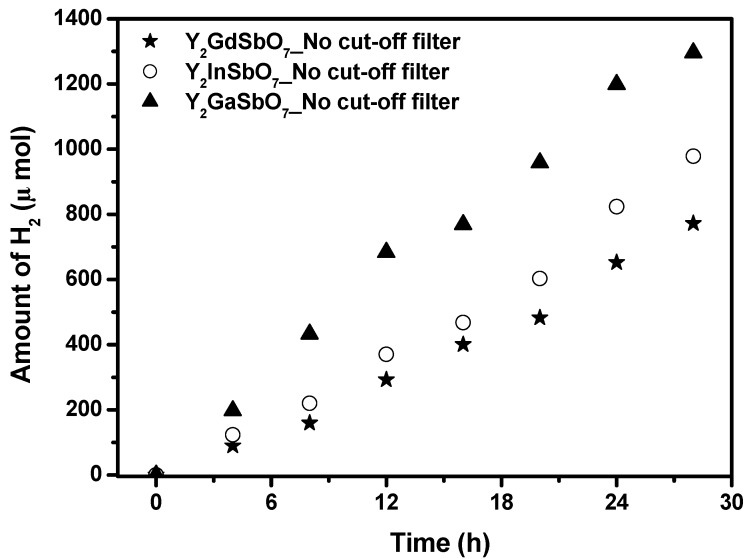 1400
1200
1000
800
600
400
200
0
Amount of H₂ (μ mol)
Y₂GdSbO₇_No cut-off filter
Y₂InSbO₇_No cut-off filter
Y₂GaSbO₇_No cut-off filter
0 6 12 18 24 30
Time (h)